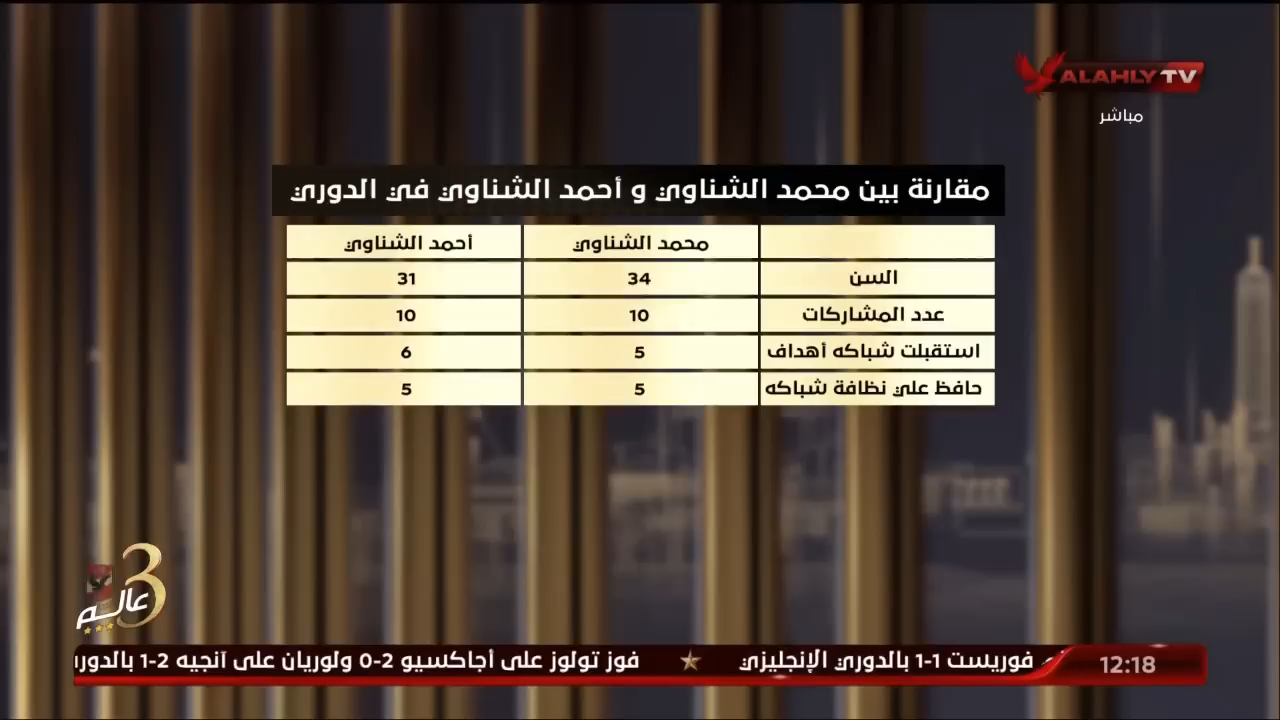 ALAHLY TV
مباشر
مقارنة بين محمد الشناوي و أحمد الشناوي في الدوري
محمد الشناوي أحمد الشناوي
السن 34 31
عدد المشاركات 10 10
استقبلت شباكه أهداف 5 6
حافظ علي نظافة شباكه 5 5
3
عالم
12:18 فوريست 1-1 بالدوري الإنجليزي فوز تولوز على أجاكسيو 2-0 ولوريان على آنجيه 2-1